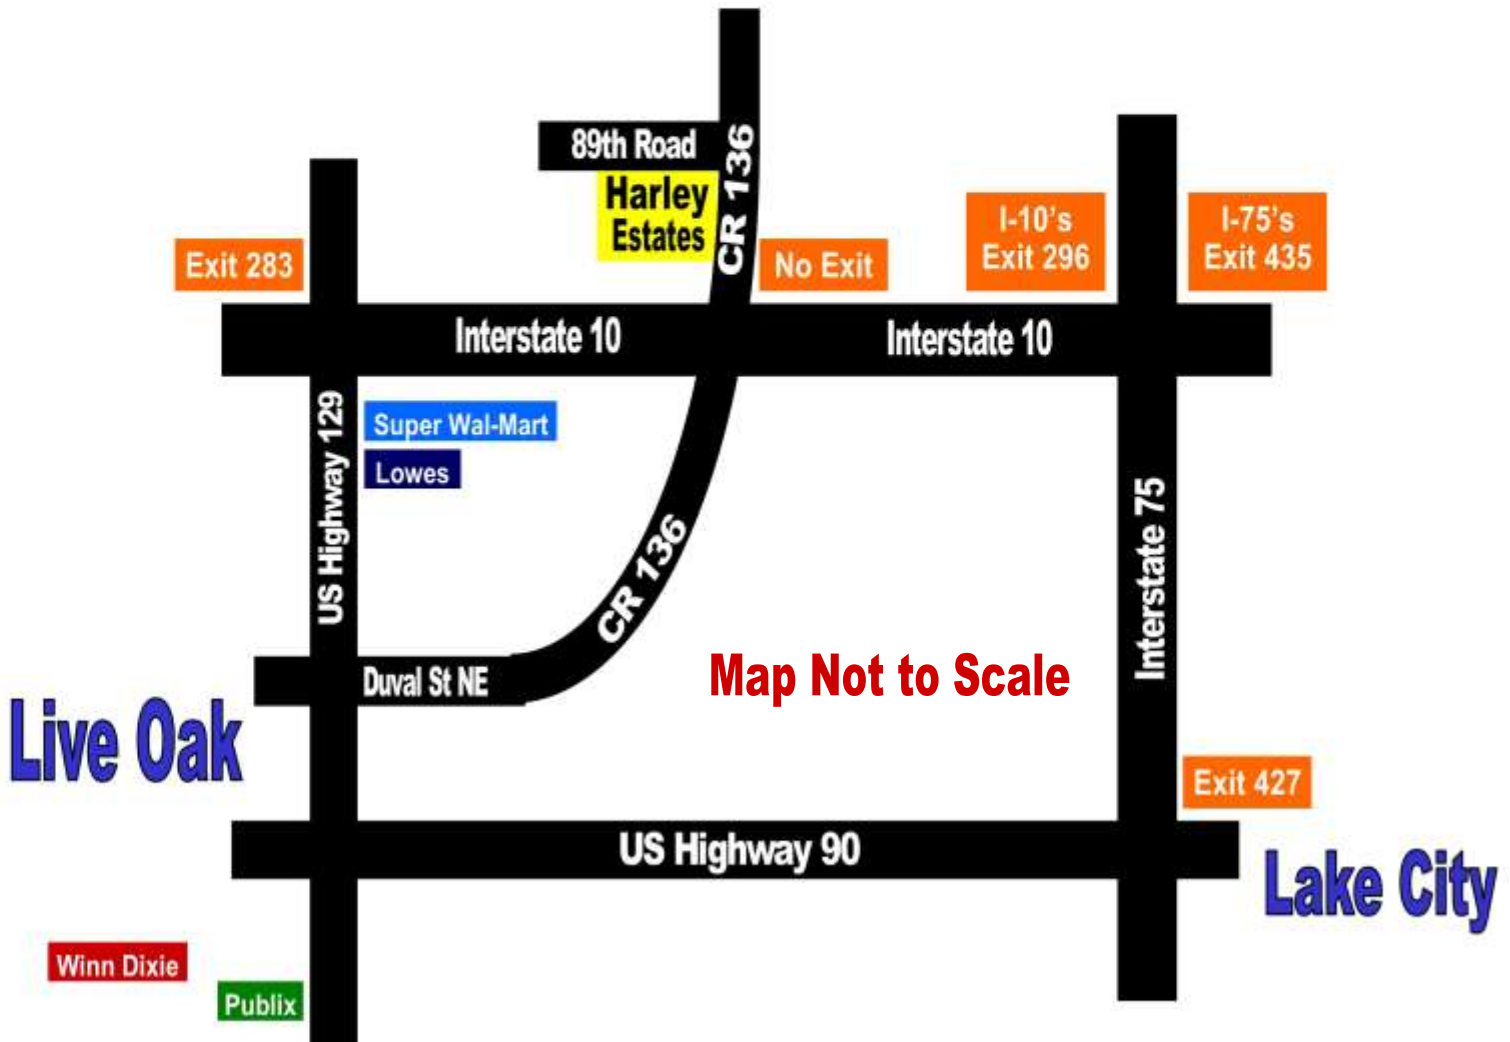 89th Road
Harley
Estates
CR 136
I-10's
Exit 296
I-75's
Exit 435
Exit 283
No Exit
Interstate 10
Interstate 10
US Highway 129
Super Wal-Mart
Lowes
CR 136
Interstate 75
Duval St NE
Map Not to Scale
Live Oak
Exit 427
US Highway 90
Lake City
Winn Dixie
Publix